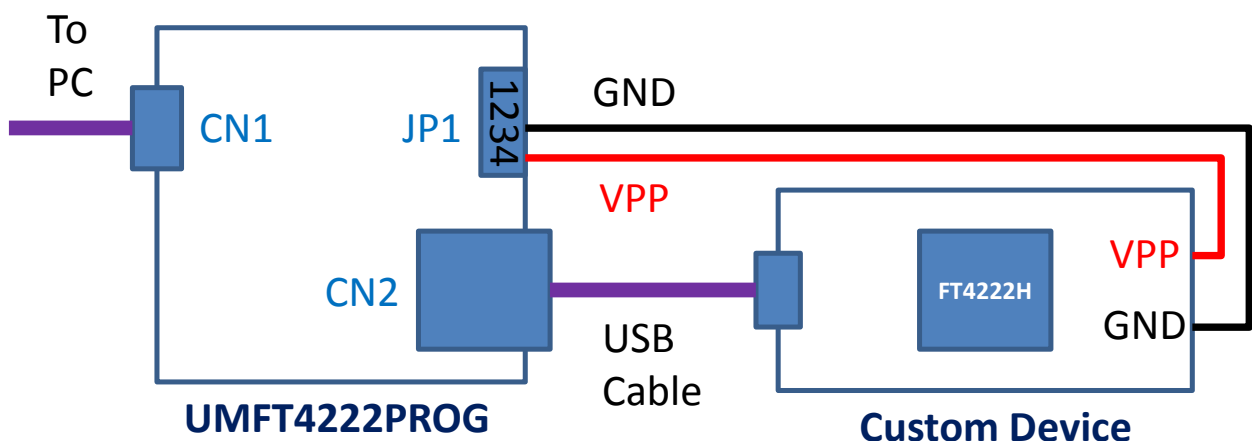 To
PC
CN1
JP1
1234
GND
VPP
CN2
USB
Cable
FT4222H
VPP
GND
UMFT4222PROG
Custom Device